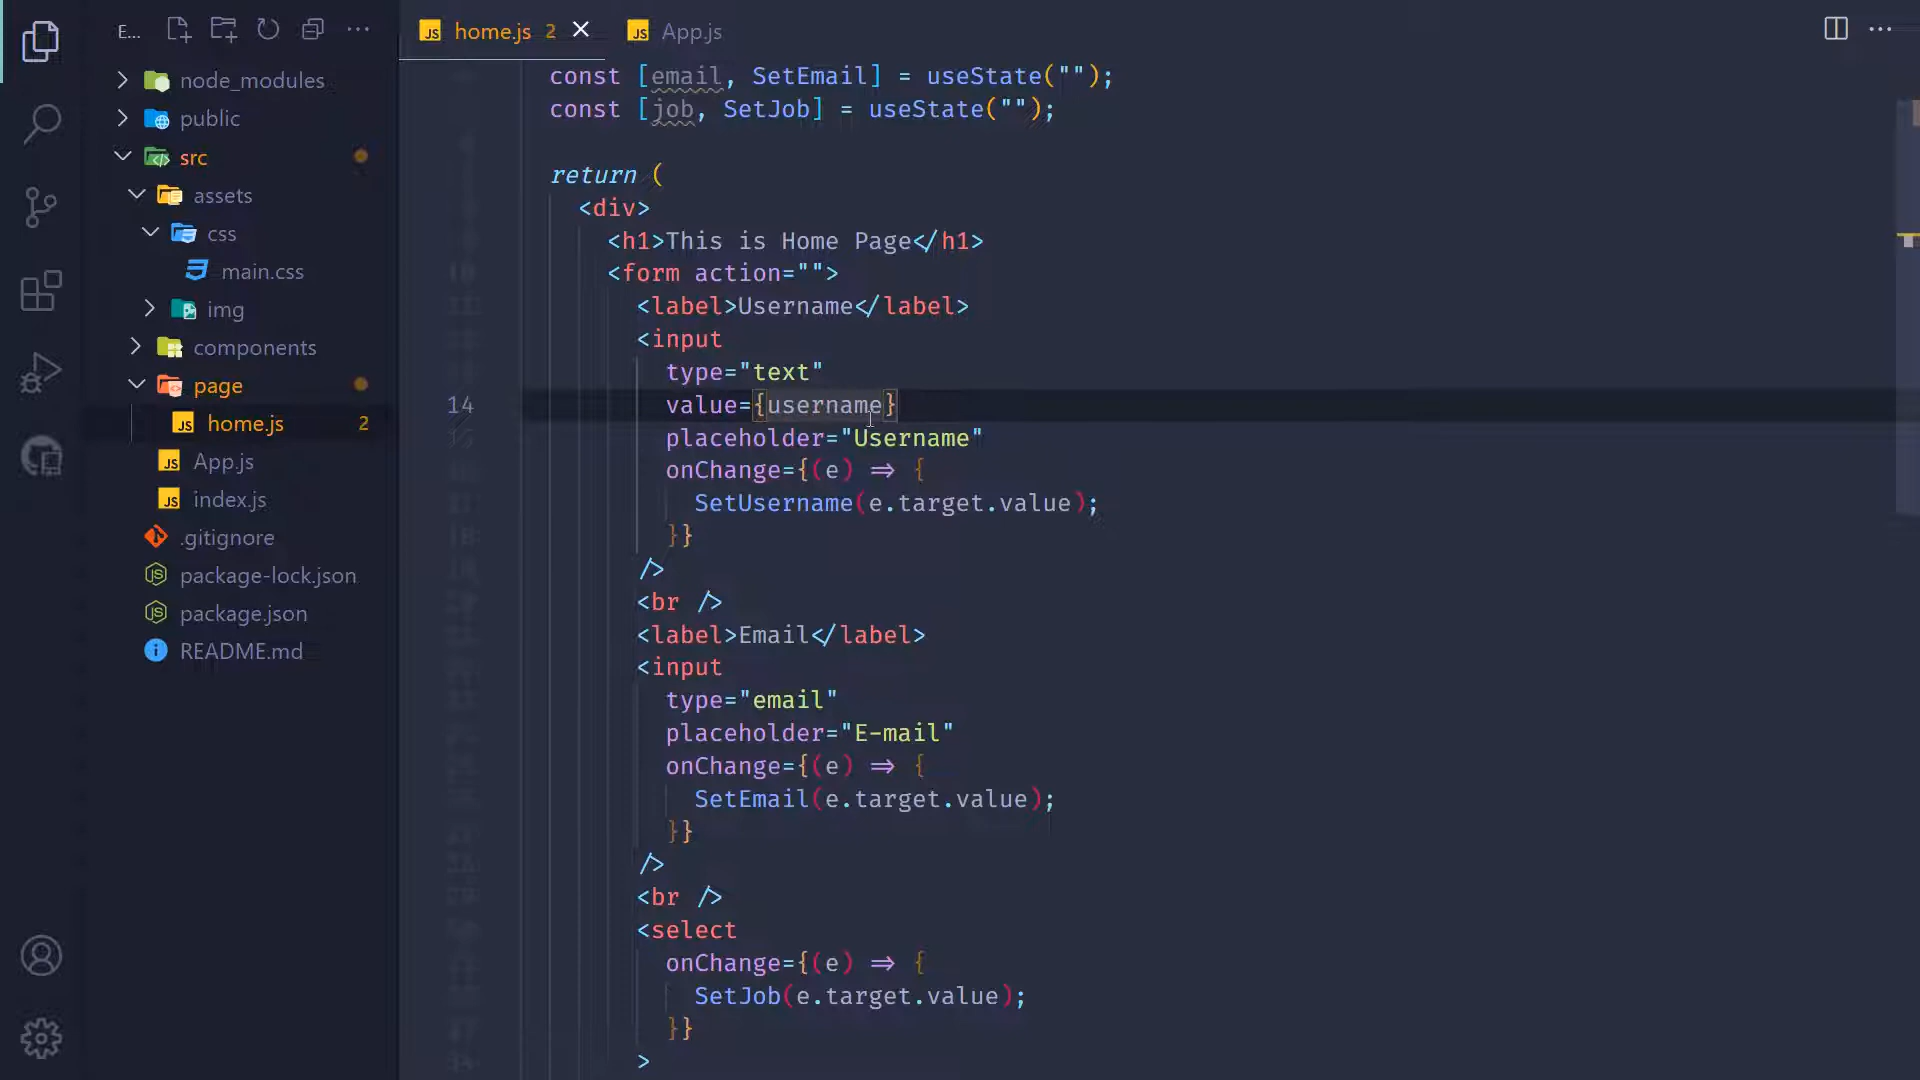 E...
node_modules
public
src
assets
css
main.css
img
components
page
home.js 2
App.js
index.js
.gitignore
package-lock.json
package.json
README.md
JS home.js 2
JS App.js
const [email, SetEmail] = useState("");
const [job, SetJob] = useState("");
return (
<div>
<h1>This is Home Page</h1>
<form action="">
<label>Username</label>
<input
type="text"
14 value={username}
placeholder="Username"
onChange={(e) => {
SetUsername(e.target.value);
}}
/>
<br />
<label>Email</label>
<input
type="email"
placeholder="E-mail"
onChange={(e) => {
SetEmail(e.target.value);
}}
/>
<br />
<select
onChange={(e) => {
SetJob(e.target.value);
}}
>